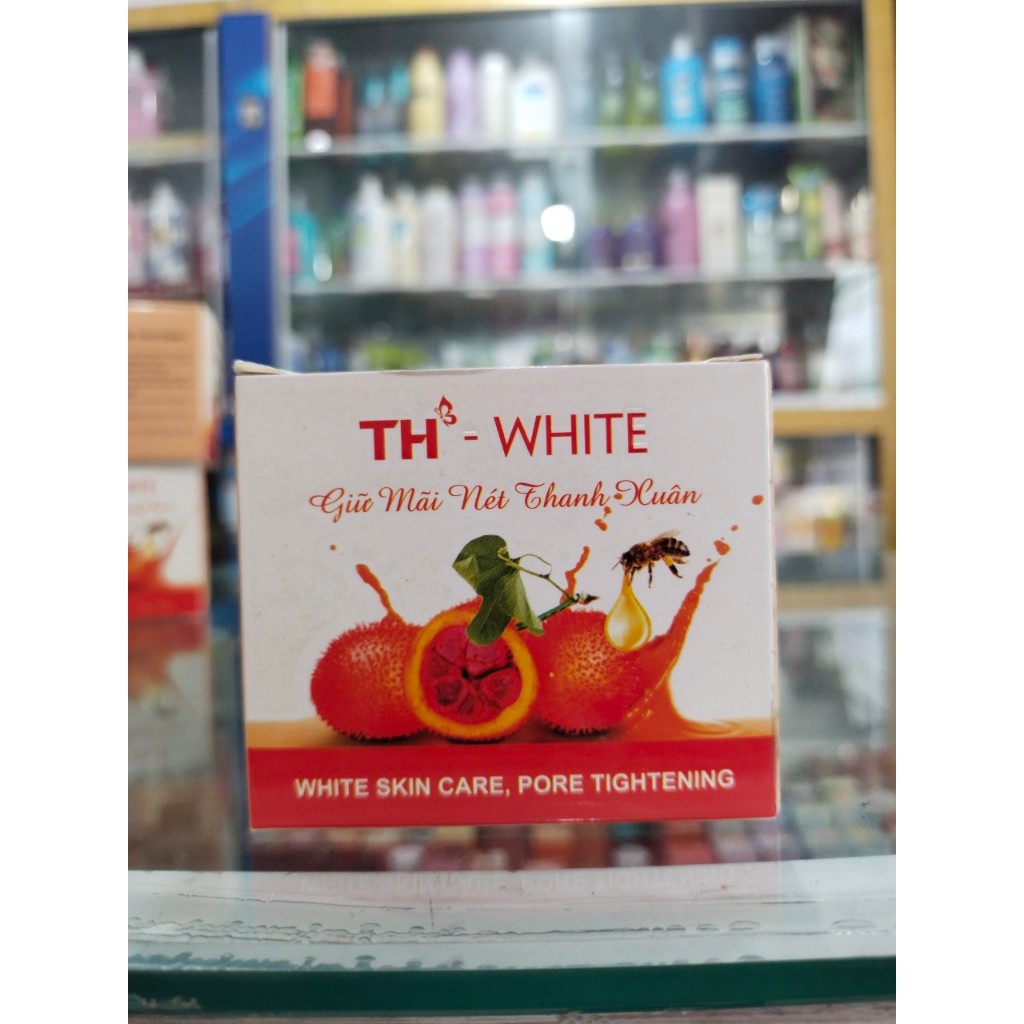 TH - WHITE
Giữ Mãi Nét Thanh Xuân
WHITE SKIN CARE, PORE TIGHTENING